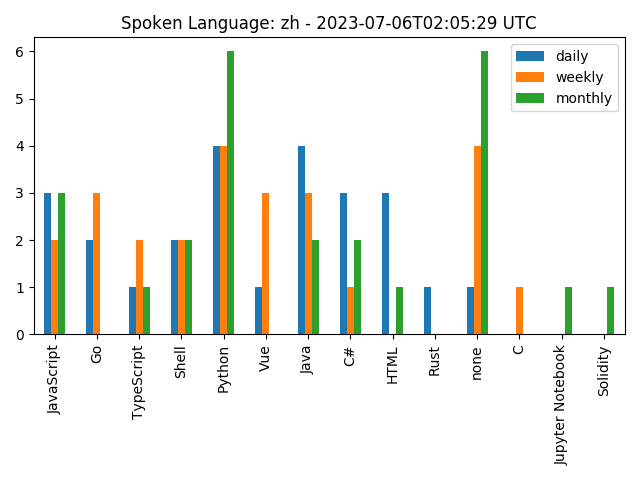 Spoken Language: zh - 2023-07-06T02:05:29 UTC
daily
weekly
monthly
6
5
4
3
2
1
0
JavaScript
Go
TypeScript
Shell
Python
Vue
Java
C#
HTML
Rust
none
C
Jupyter Notebook
Solidity